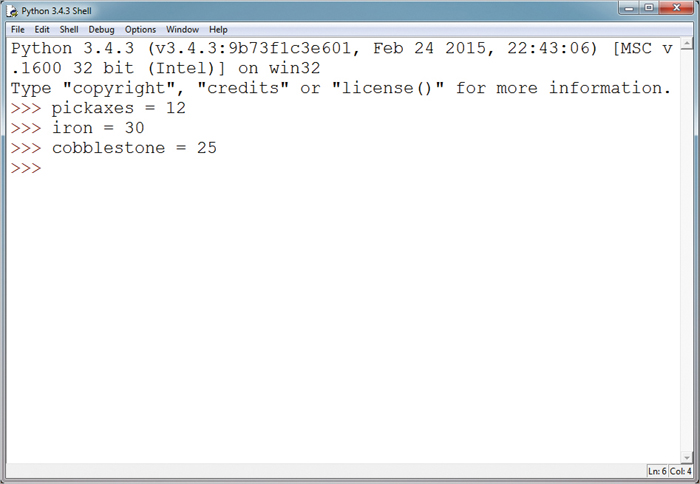 Python 3.4.3 Shell
File Edit Shell Debug Options Window Help
Python 3.4.3 (v3.4.3:9b73f1c3e601, Feb 24 2015, 22:43:06) [MSC v
.1600 32 bit (Intel)] on win32
Type "copyright", "credits" or "license()" for more information.
>>> pickaxes = 12
>>> iron = 30
>>> cobblestone = 25
>>>
Ln: 6 Col: 4